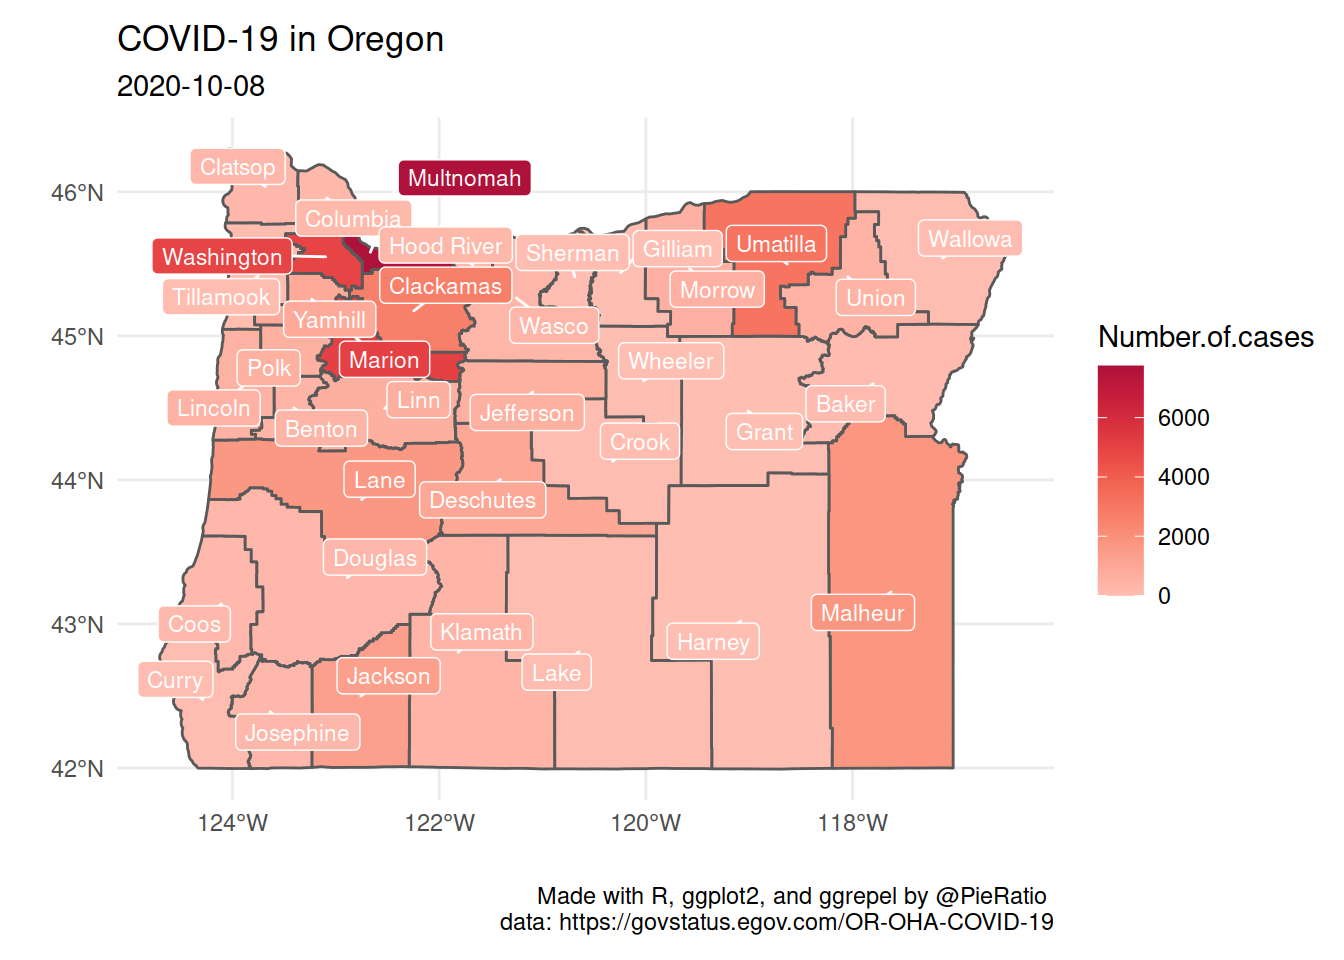 COVID-19 in Oregon
2020-10-08
46°N
45°N
44°N
43°N
42°N
124°W
122°W
120°W
118°W
Clatsop
Multnomah
Columbia
Washington
Hood River
Sherman
Gilliam
Umatilla
Wallowa
Tillamook
Clackamas
Morrow
Union
Yamhill
Wasco
Marion
Polk
Wheeler
Lincoln
Linn
Jefferson
Baker
Benton
Crook
Grant
Lane
Deschutes
Douglas
Malheur
Coos
Klamath
Harney
Curry
Jackson
Lake
Josephine
Number.of.cases
6000
4000
2000
0
Made with R, ggplot2, and ggrepel by @PieRatio
data: https://govstatus.egov.com/OR-OHA-COVID-19